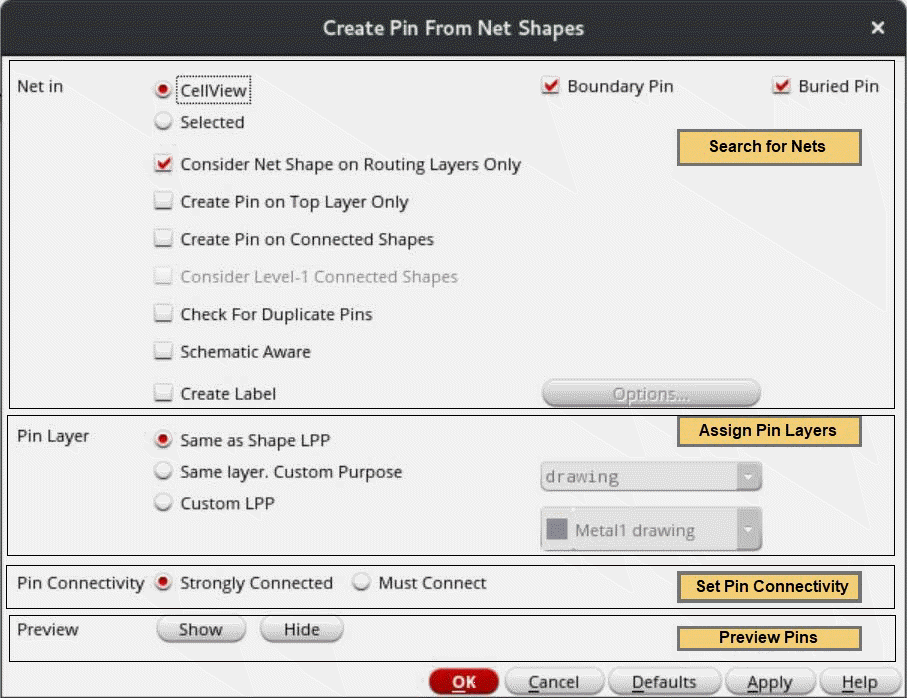 Create Pin From Net Shapes
Net in
CellView
Boundary Pin
Buried Pin
Selected
Search for Nets
Consider Net Shape on Routing Layers Only
Create Pin on Top Layer Only
Create Pin on Connected Shapes
Consider Level-1 Connected Shapes
Check For Duplicate Pins
Schematic Aware
Create Label
Options...
Pin Layer
Same as Shape LPP
Assign Pin Layers
Same layer. Custom Purpose
drawing
Custom LPP
Metal1 drawing
Pin Connectivity
Strongly Connected
Must Connect
Set Pin Connectivity
Preview
Show
Hide
Preview Pins
OK
Cancel
Defaults
Apply
Help